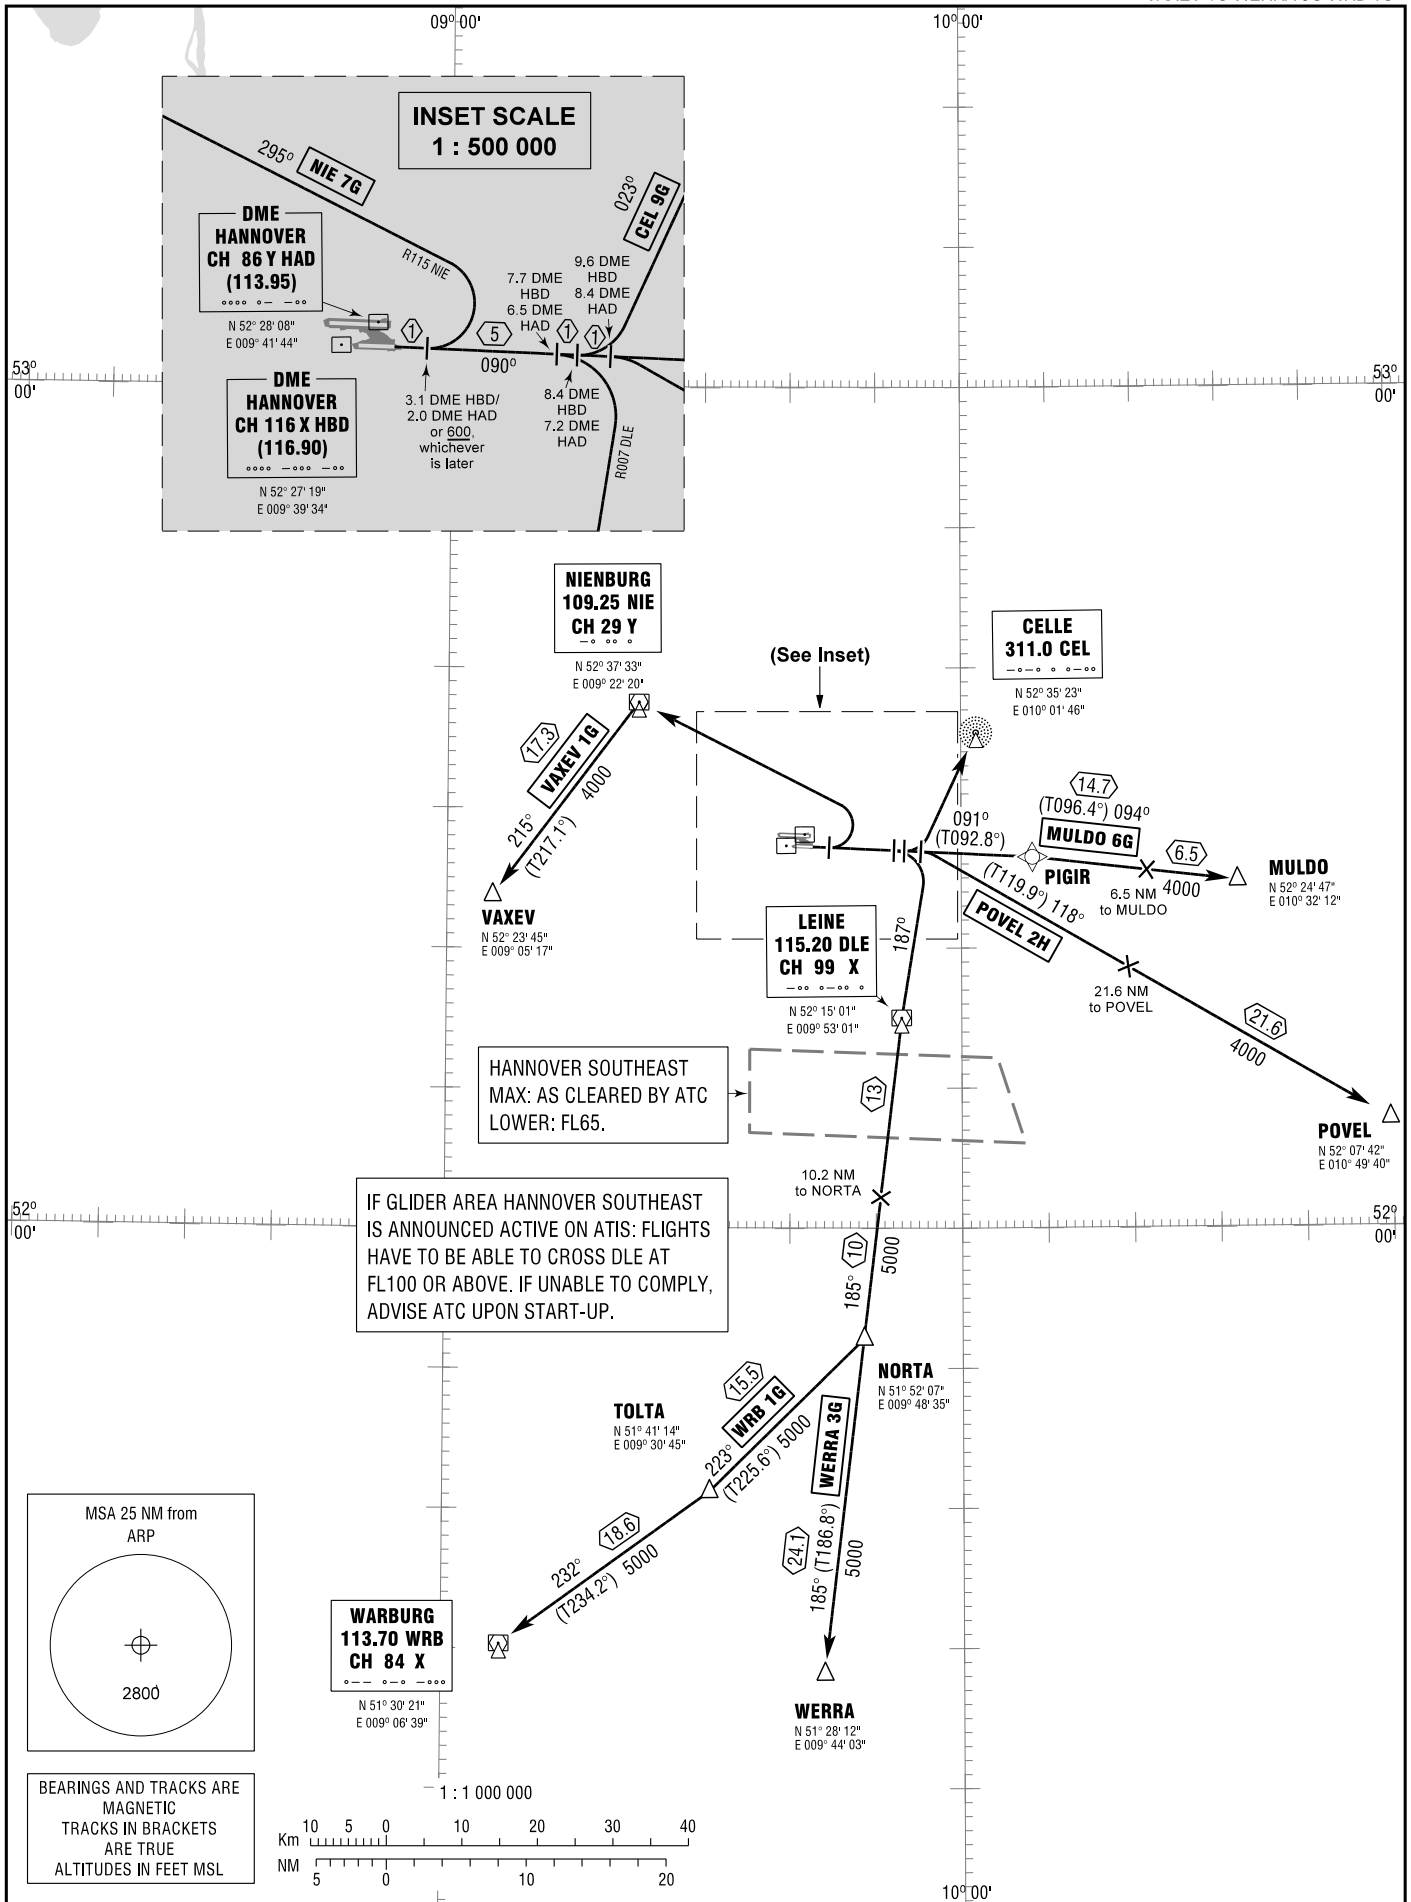 09° 00'
10° 00'
INSET SCALE
1 : 500 000
295°
NIE 7G
023°
CEL 9G
DME
HANNOVER
CH 86 Y HAD
(113.95)
N 52° 28' 08"
E 009° 41' 44"
R115 NIE
7.7 DME
HBD
6.5 DME
HAD
9.6 DME
HBD
8.4 DME
HAD
1
5
1
1
090°
DME
HANNOVER
CH 116 X HBD
(116.90)
N 52° 27' 19"
E 009° 39' 34"
3.1 DME HBD/
2.0 DME HAD
or 600,
whichever
is later
8.4 DME
HBD
7.2 DME
HAD
R007 DLE
53°
00'
53°
00'
NIENBURG
109.25 NIE
CH 29 Y
N 52° 37' 33"
E 009° 22' 20"
(See Inset)
CELLE
311.0 CEL
N 52° 35' 23"
E 010° 01' 46"
17.3
VAXEV 1G
4000
215°
(T217.1°)
VAXEV
N 52° 23' 45"
E 009° 05' 17"
091°
(T092.8°)
14.7
(T096.4°) 094°
MULDO 6G
6.5
PIGIR
6.5 NM
to MULDO
4000
MULDO
N 52° 24' 47"
E 010° 32' 12"
(T119.9°) 118°
POVEL 2H
21.6 NM
to POVEL
21.6
4000
POVEL
N 52° 07' 42"
E 010° 49' 40"
LEINE
115.20 DLE
CH 99 X
N 52° 15' 01"
E 009° 53' 01"
187°
HANNOVER SOUTHEAST
MAX: AS CLEARED BY ATC
LOWER: FL65.
13
10.2 NM
to NORTA
52°
00'
52°
00'
IF GLIDER AREA HANNOVER SOUTHEAST
IS ANNOUNCED ACTIVE ON ATIS: FLIGHTS
HAVE TO BE ABLE TO CROSS DLE AT
FL100 OR ABOVE. IF UNABLE TO COMPLY,
ADVISE ATC UPON START-UP.
10
185°
5000
NORTA
N 51° 52' 07"
E 009° 48' 35"
TOLTA
N 51° 41' 14"
E 009° 30' 45"
15.5
WRB 1G
223°
(T225.6°) 5000
WERRA 3G
24.1
185° (T186.8°)
5000
18.6
232°
(T234.2°) 5000
WARBURG
113.70 WRB
CH 84 X
N 51° 30' 21"
E 009° 06' 39"
WERRA
N 51° 28' 12"
E 009° 44' 03"
MSA 25 NM from
ARP
2800
BEARINGS AND TRACKS ARE
MAGNETIC
TRACKS IN BRACKETS
ARE TRUE
ALTITUDES IN FEET MSL
1 : 1 000 000
Km 10 5 0 10 20 30 40
NM 5 0 10 20
10° 00'